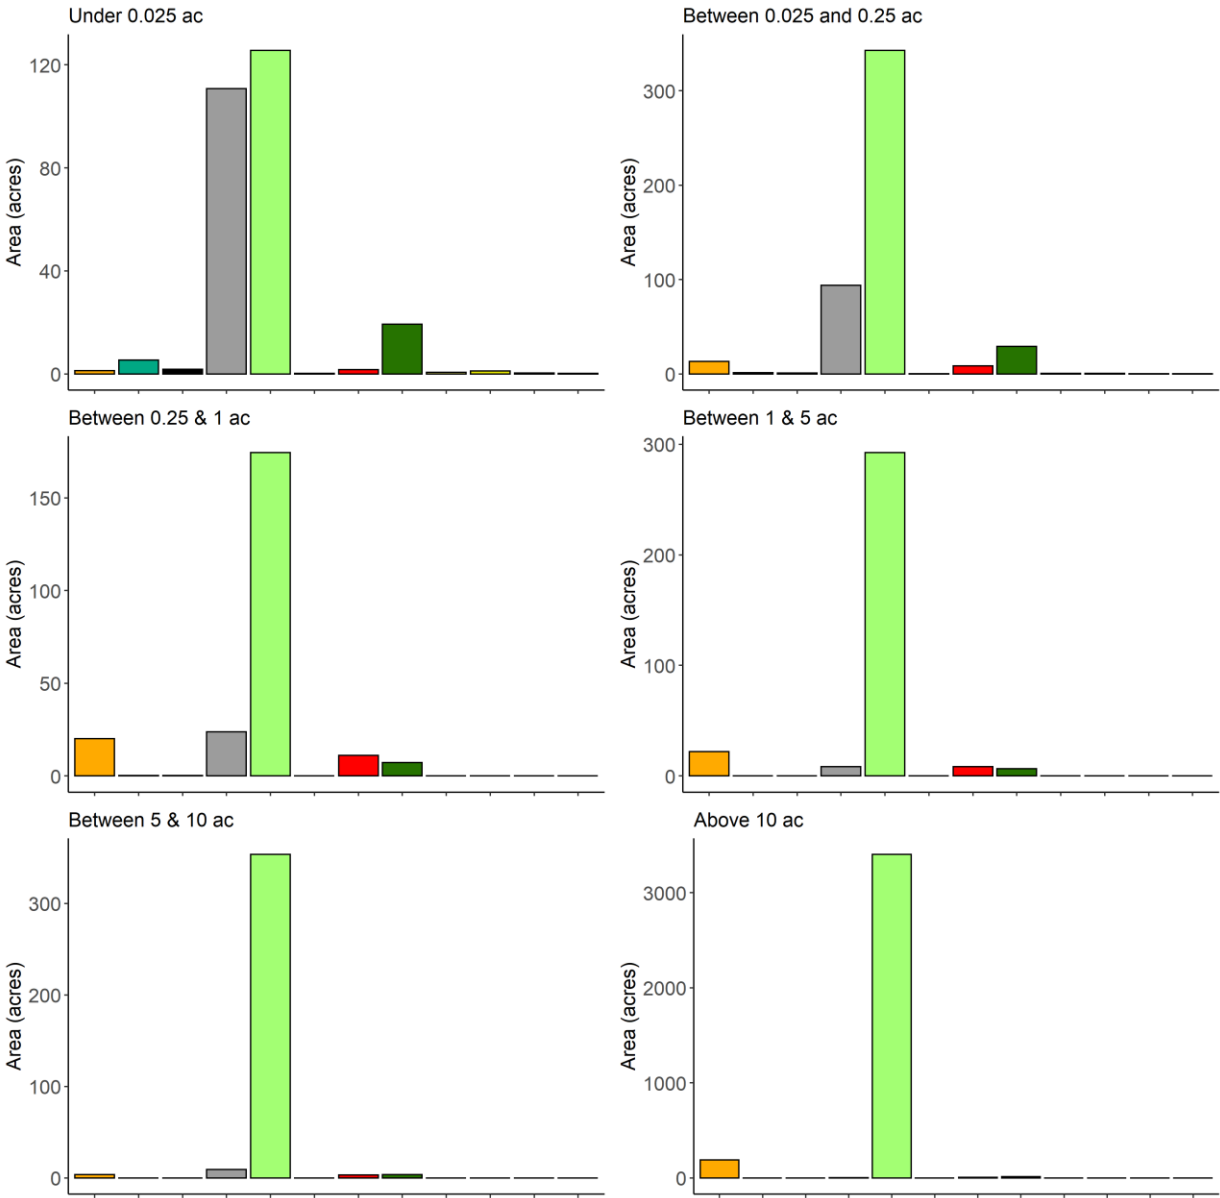 Under 0.025 ac
Area (acres)
120
80
40
0
Between 0.025 and 0.25 ac
Area (acres)
300
200
100
0
Between 0.25 & 1 ac
Area (acres)
150
100
50
0
Between 1 & 5 ac
Area (acres)
300
200
100
0
Between 5 & 10 ac
Area (acres)
300
200
100
0
Above 10 ac
Area (acres)
3000
2000
1000
0